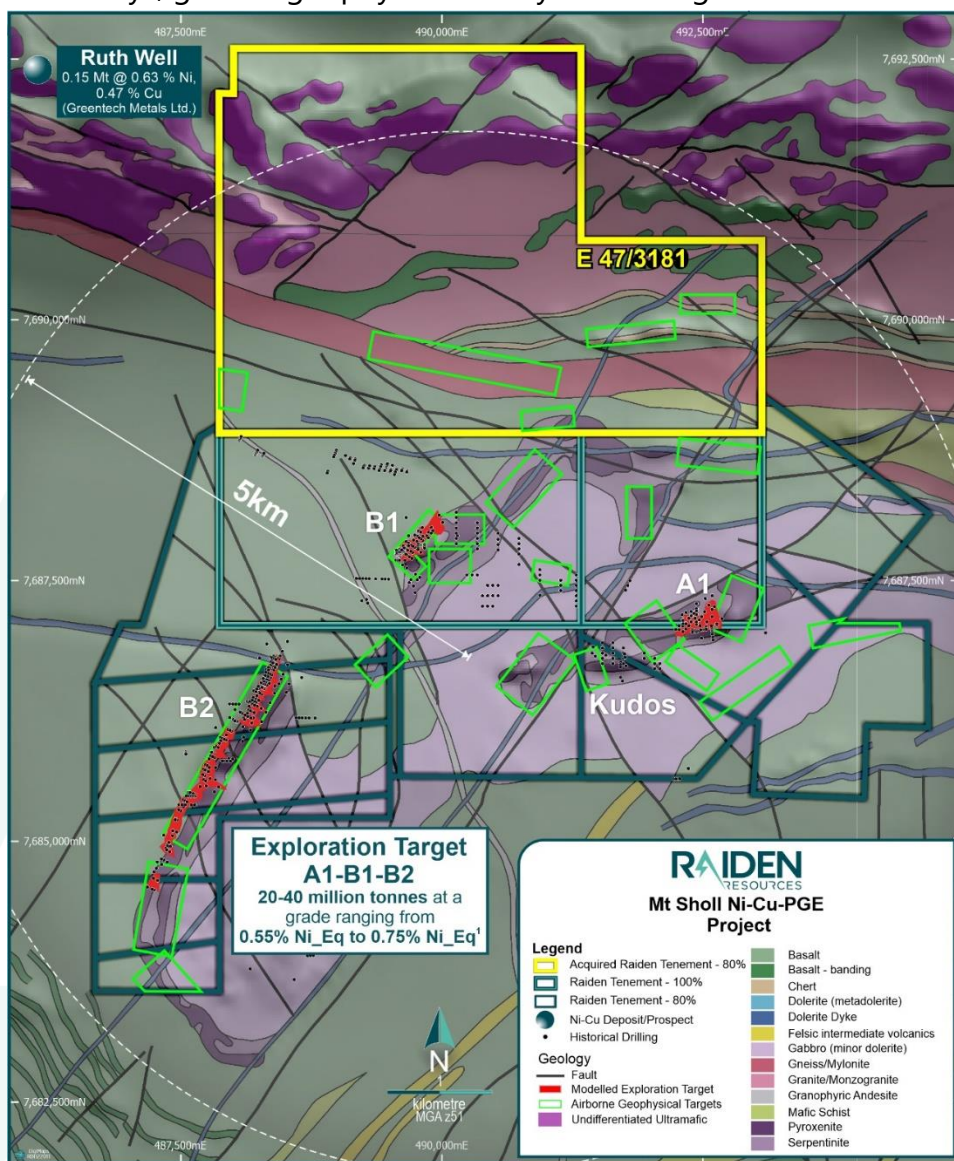 487,500mE
490,000mE
492,500mE
Ruth Well
0.15 Mt @ 0.63 % Ni,
0.47 % Cu
(Greentech Metals Ltd.)
7,692,500mN
E 47/3181
7,690,000mN
7,690,000mN
5km
B1
7,687,500mN
7,687,500mN
A1
B2
Kudos
7,685,000mN
Exploration Target
A1-B1-B2
20-40 million tonnes at a
grade ranging from
0.55% Ni_Eq to 0.75% Ni_Eq¹
7,682,500mN
N
1
kilometre
MGA z51
487,500mE
490,000mE
RAIDEN
RESOURCES
Mt Sholl Ni-Cu-PGE
Project
Legend
Acquired Raiden Tenement - 80%
Raiden Tenement - 100%
Raiden Tenement - 80%
Ni-Cu Deposit/Prospect
Historical Drilling
Geology
Fault
Modelled Exploration Target
Airborne Geophysical Targets
Undifferentiated Ultramafic
Basalt
Basalt - banding
Chert
Dolerite (metadolerite)
Dolerite Dyke
Felsic intermediate volcanics
Gabbro (minor dolerite)
Gneiss/Mylonite
Granite/Monzogranite
Granophyric Andesite
Mafic Schist
Pyroxenite
Serpentinite